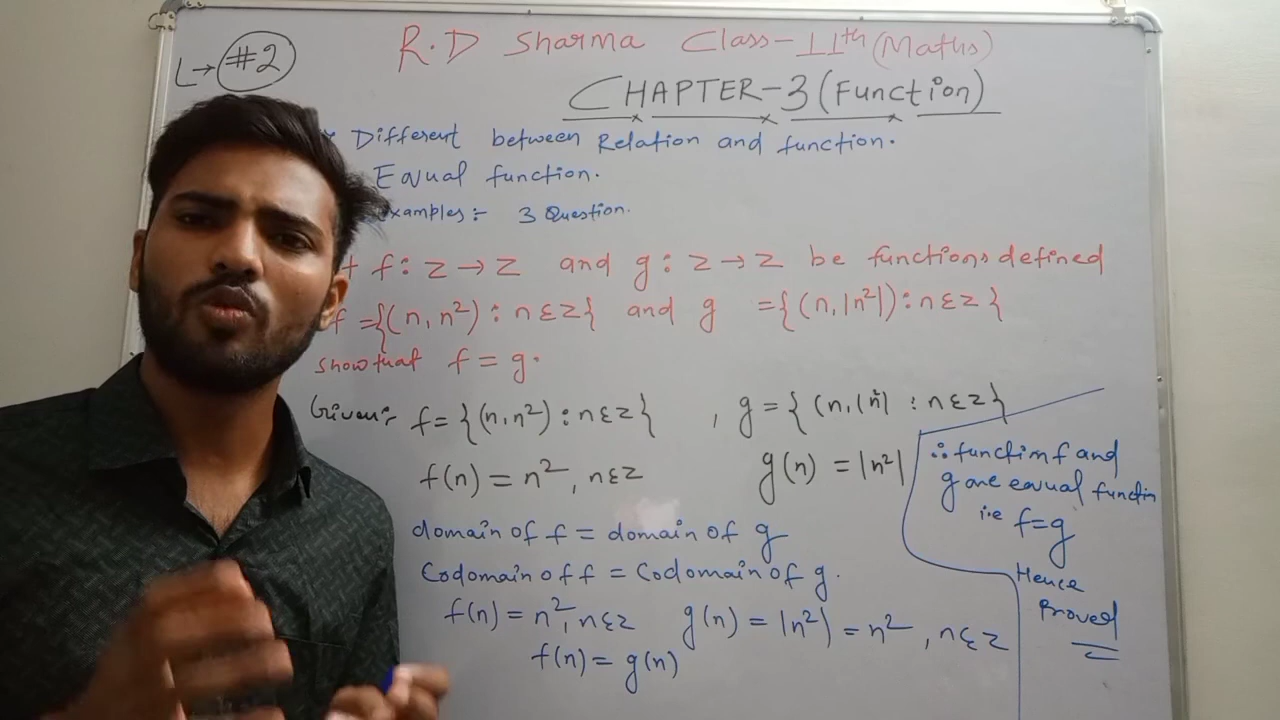 L→ #2
R.D Sharma Class-11th (Maths)
CHAPTER-3 (Function)
Different between Relation and function.
Equal function.
Examples:- 3 Question.
f: z → z and g: z → z be functions defined
f = {(n, n²) : n ∈ z} and g = {(n, |n²|) : n ∈ z}
Show that f = g.
Given:- f = {(n, n²) : n ∈ z}, g = {(n, |n²| : n ∈ z}
f(n) = n², n ∈ z g(n) = |n²|
domain of f = domain of g
Codomain of f = Codomain of g.
f(n) = n², n ∈ z g(n) = |n²| = n², n ∈ z
f(n) = g(n)
∴ function f and
g are equal functin
i.e f = g
Hence
Proved